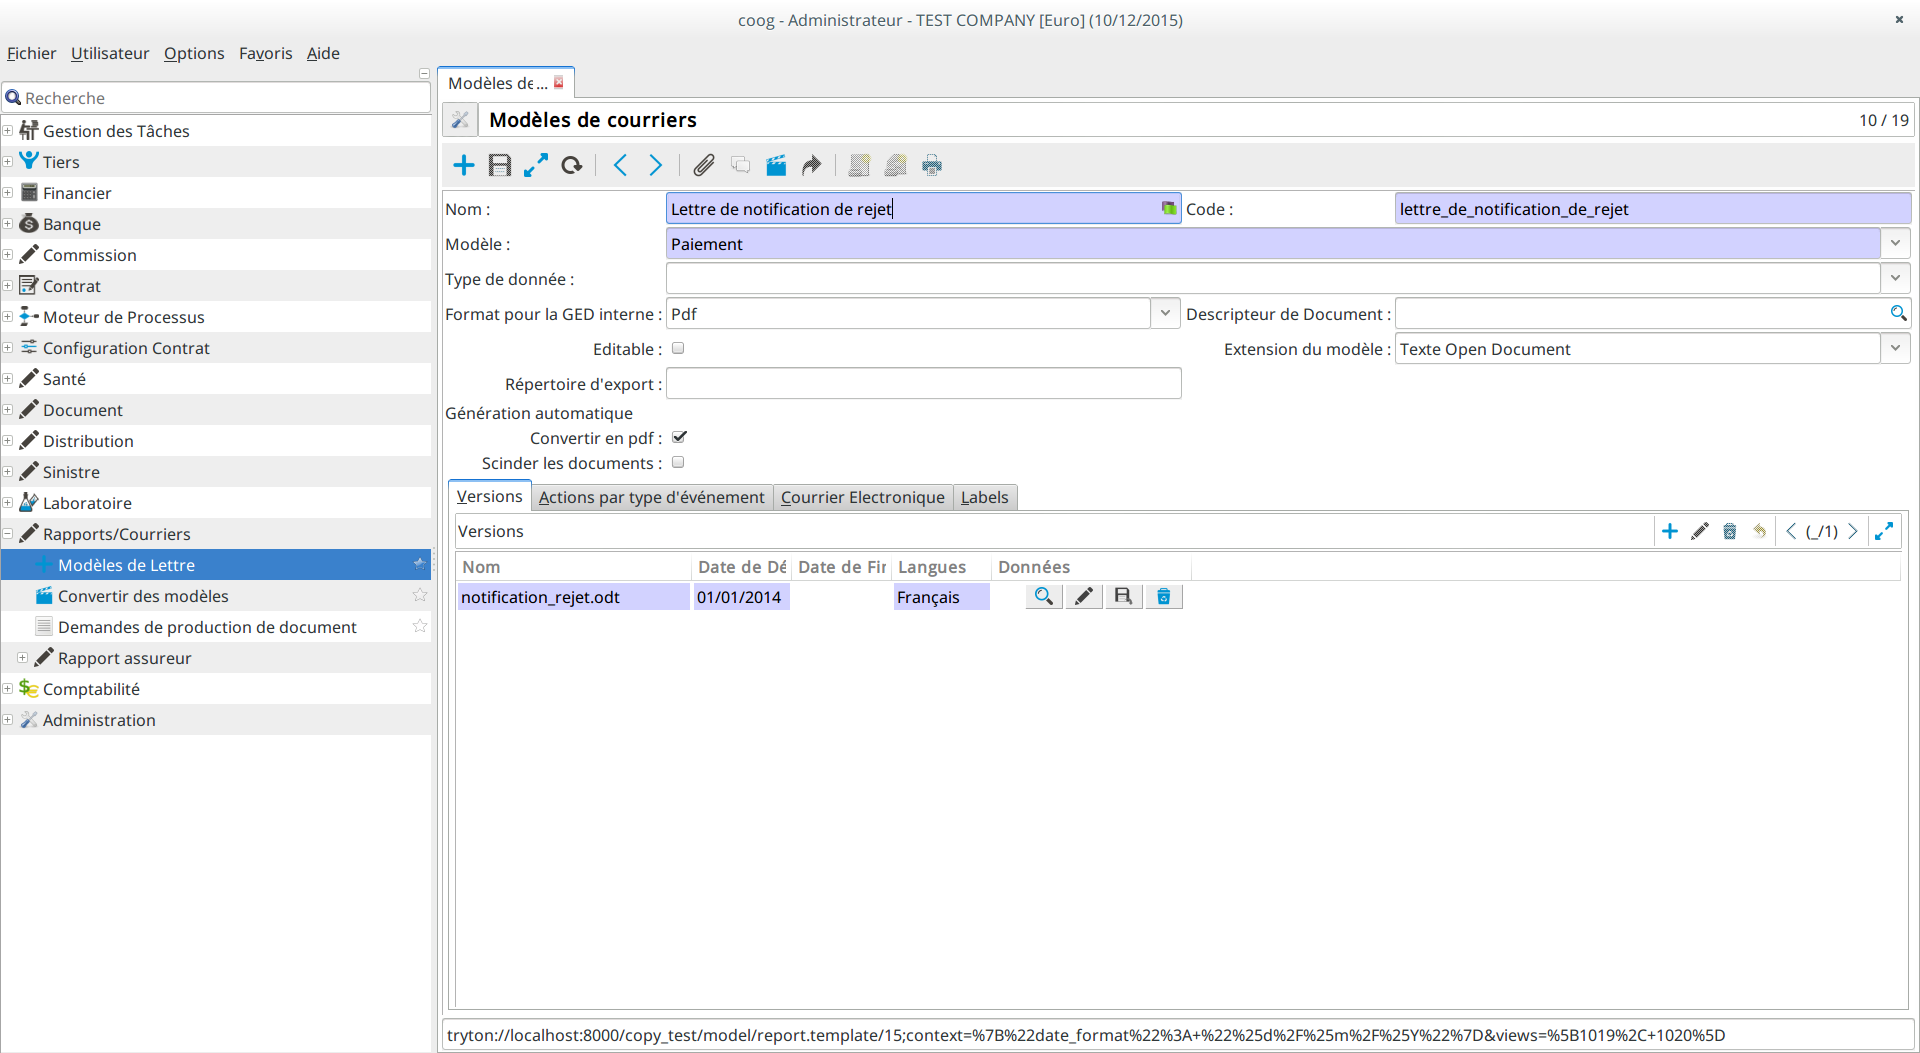 coog - Administrateur - TEST COMPANY [Euro] (10/12/2015)
Fichier Utilisateur Options Favoris Aide
Recherche
Gestion des Tâches
Tiers
Financier
Banque
Commission
Contrat
Moteur de Processus
Configuration Contrat
Santé
Document
Distribution
Sinistre
Laboratoire
Rapports/Courriers
Modèles de Lettre
Convertir des modèles
Demandes de production de document
Rapport assureur
Comptabilité
Administration
Modèles de...
Modèles de courriers 10 / 19
Nom : Lettre de notification de rejet Code : lettre_de_notification_de_rejet
Modèle : Paiement
Type de donnée :
Format pour la GED interne : Pdf Descripteur de Document :
Editable : Extension du modèle : Texte Open Document
Répertoire d'export :
Génération automatique
Convertir en pdf :
Scinder les documents :
Versions Actions par type d'événement Courrier Electronique Labels
Versions (_/1)
Nom Date de Dé Date de Fin Langues Données
notification_rejet.odt 01/01/2014 Français
tryton://localhost:8000/copy_test/model/report.template/15;context=%7B%22date_format%22%3A+%22%25d%2F%25m%2F%25Y%22%7D&views=%5B1019%2C+1020%5D